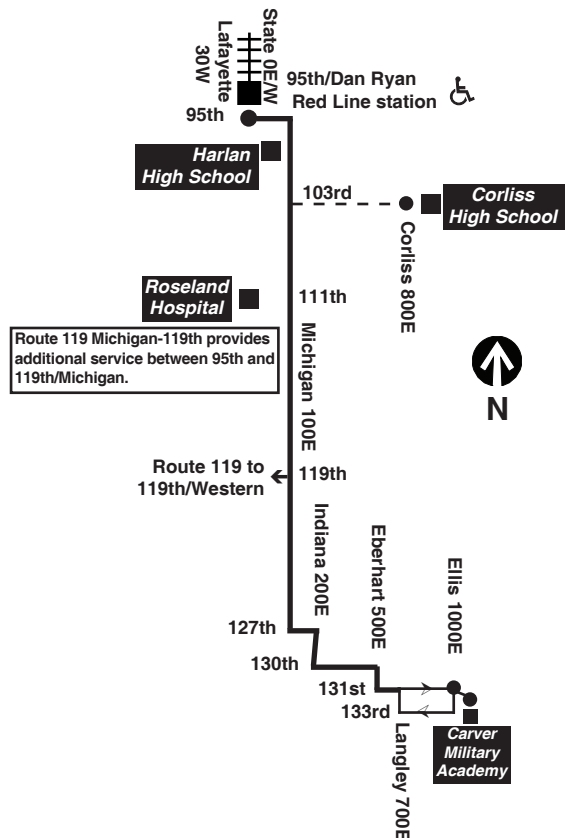 State 0E/W
Lafayette
30W
95th/Dan Ryan
Red Line station
95th
Harlan
High School
103rd
Corliss
High School
Corliss 800E
Roseland
Hospital
111th
Route 119 Michigan-119th provides
additional service between 95th and
119th/Michigan.
Michigan 100E
N
Route 119 to
119th/Western
119th
Indiana 200E
Eberhart 500E
Ellis 1000E
127th
130th
131st
133rd
Langley 700E
Carver
Military
Academy